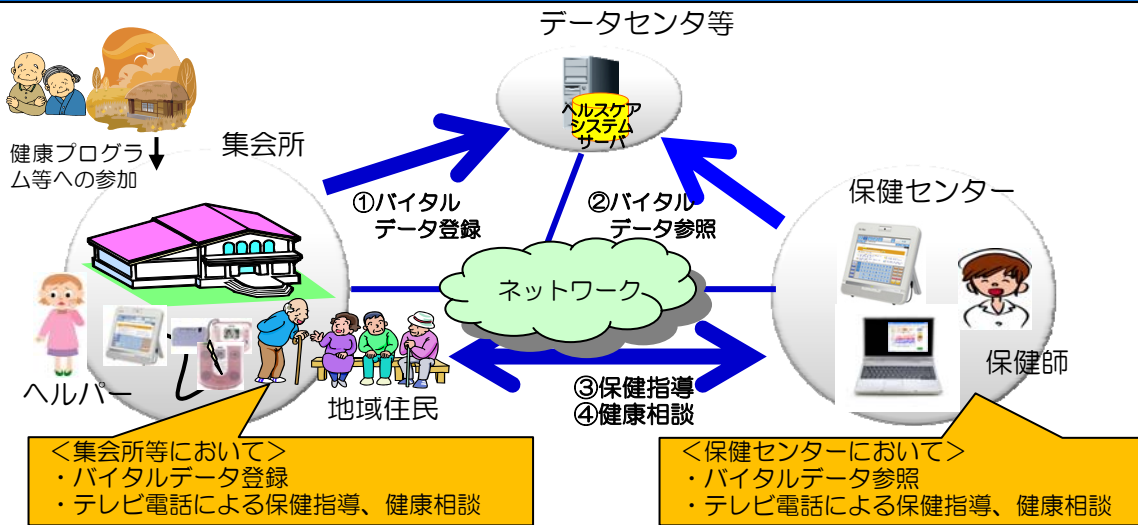 データセンタ等
ヘルスケア
システム
サーバ
健康プログラ
ム等への参加
集会所
①バイタル
データ登録
②バイタル
データ参照
保健センター
ネットワーク
ヘルパー
地域住民
③保健指導
④健康相談
保健師
＜集会所等において＞
・バイタルデータ登録
・テレビ電話による保健指導、健康相談
＜保健センターにおいて＞
・バイタルデータ参照
・テレビ電話による保健指導、健康相談